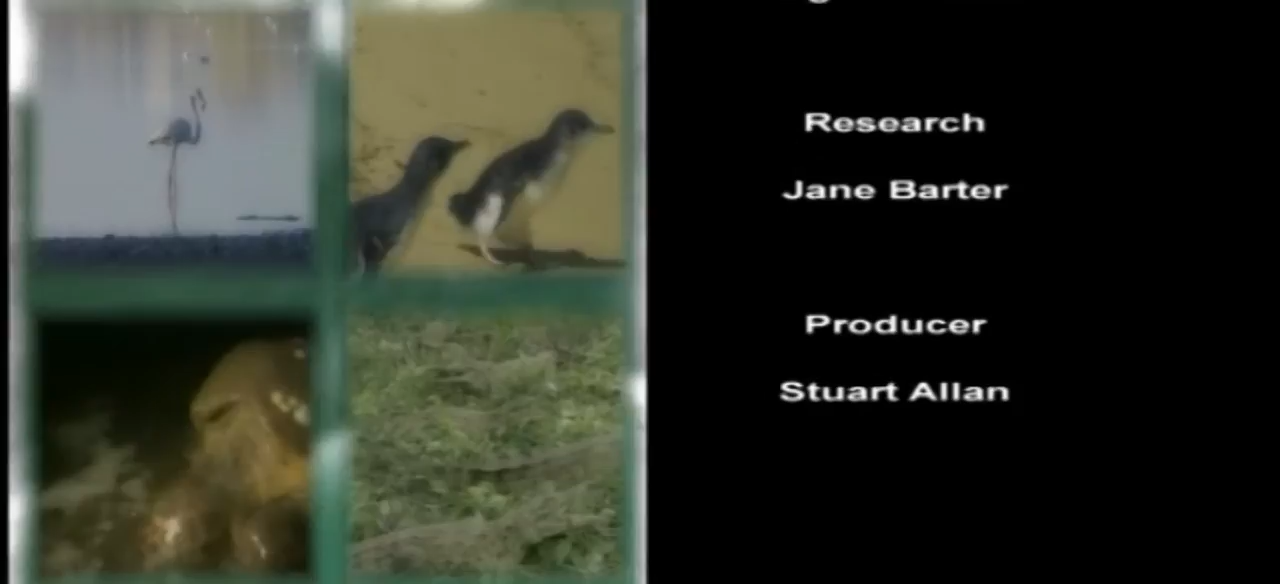 Research
Jane Barter
Producer
Stuart Allan